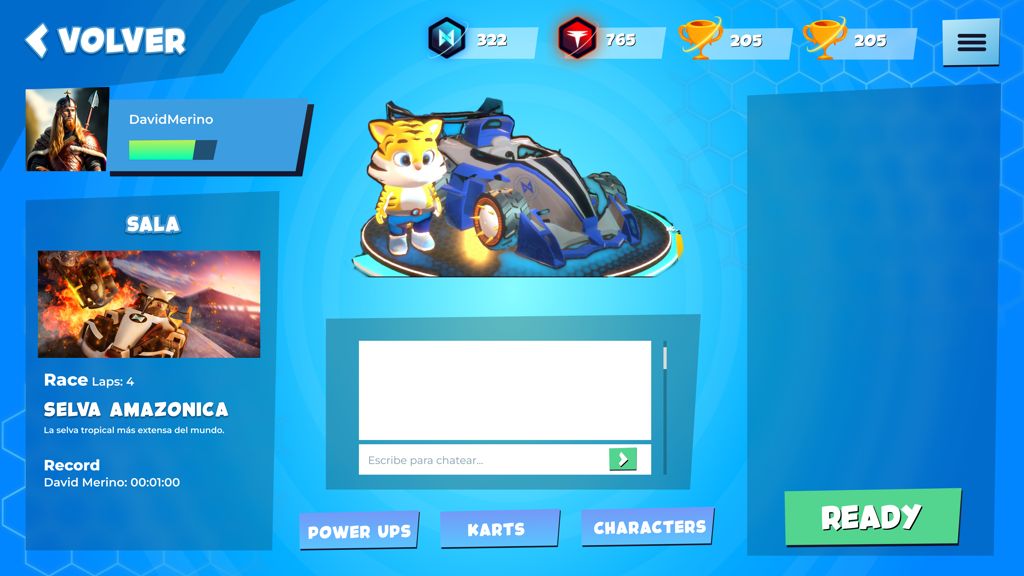 VOLVER
322
765
205
205
DavidMerino
SALA
Race Laps: 4
SELVA AMAZONICA
La selva tropical más extensa del mundo.
Record
David Merino: 00:01:00
Escribe para chatear...
POWER UPS
KARTS
CHARACTERS
READY